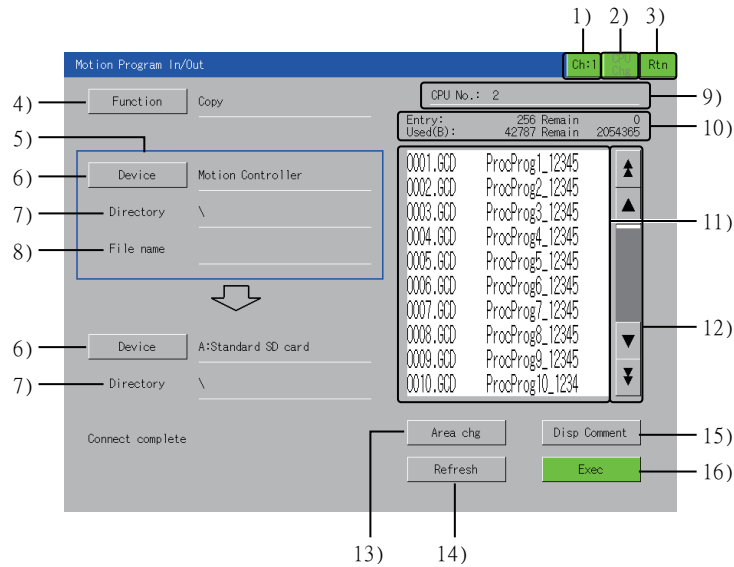 1) 2) 3)
Motion Program In/Out Ch:1 CPU Chg Rtn
4) Function Copy CPU No.: 2 9)
Entry: 256 Remain 0
Used(B): 42787 Remain 2054365 10)
5)
6) Device Motion Controller
7) Directory \
8) File name
0001.GCD ProcProg1_12345
0002.GCD ProcProg2_12345
0003.GCD ProcProg3_12345
0004.GCD ProcProg4_12345
0005.GCD ProcProg5_12345
0006.GCD ProcProg6_12345
0007.GCD ProcProg7_12345
0008.GCD ProcProg8_12345
0009.GCD ProcProg9_12345
0010.GCD ProcProg10_1234
11)
12)
6) Device A:Standard SD card
7) Directory \
Connect complete
Area chg Disp Comment 15)
Refresh Exec 16)
13) 14)